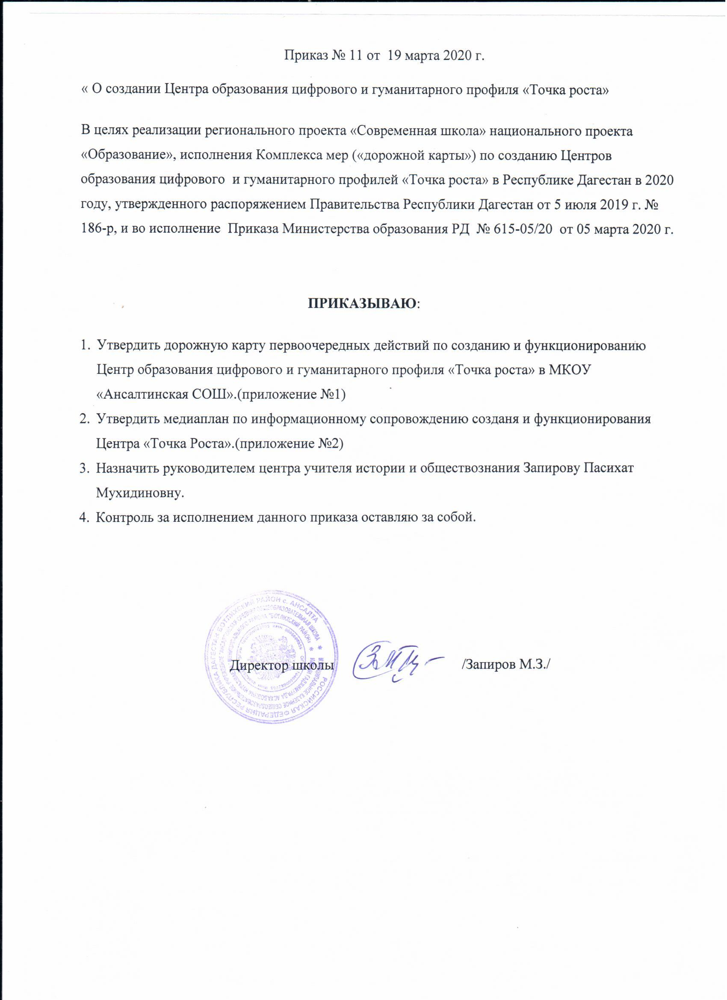 Приказ № 11 от 19 марта 2020 г.
« О создании Центра образования цифрового и гуманитарного профиля «Точка роста»
В целях реализации регионального проекта «Современная школа» национального проекта
«Образование», исполнения Комплекса мер («дорожной карты») по созданию Центров
образования цифрового и гуманитарного профилей «Точка роста» в Республике Дагестан в 2020
году, утвержденного распоряжением Правительства Республики Дагестан от 5 июля 2019 г. №
186-р, и во исполнение Приказа Министерства образования РД № 615-05/20 от 05 марта 2020 г.
ПРИКАЗЫВАЮ:
1. Утвердить дорожную карту первоочередных действий по созданию и функционированию
Центр образования цифрового и гуманитарного профиля «Точка роста» в МКОУ
«Ансалтинская СОШ».(приложение №1)
2. Утвердить медиаплан по информационному сопровождению созданя и функционирования
Центра «Точка Роста».(приложение №2)
3. Назначить руководителем центра учителя истории и обществознания Запирову Пасихат
Мухидиновну.
4. Контроль за исполнением данного приказа оставляю за собой.
РОССИЙСКАЯ ФЕДЕРАЦИЯ РЕСПУБЛИКА ДАГЕСТАН БОТЛИХСКИЙ РАЙОН с. АНСАЛТА
Директор школы /Запиров М.З./